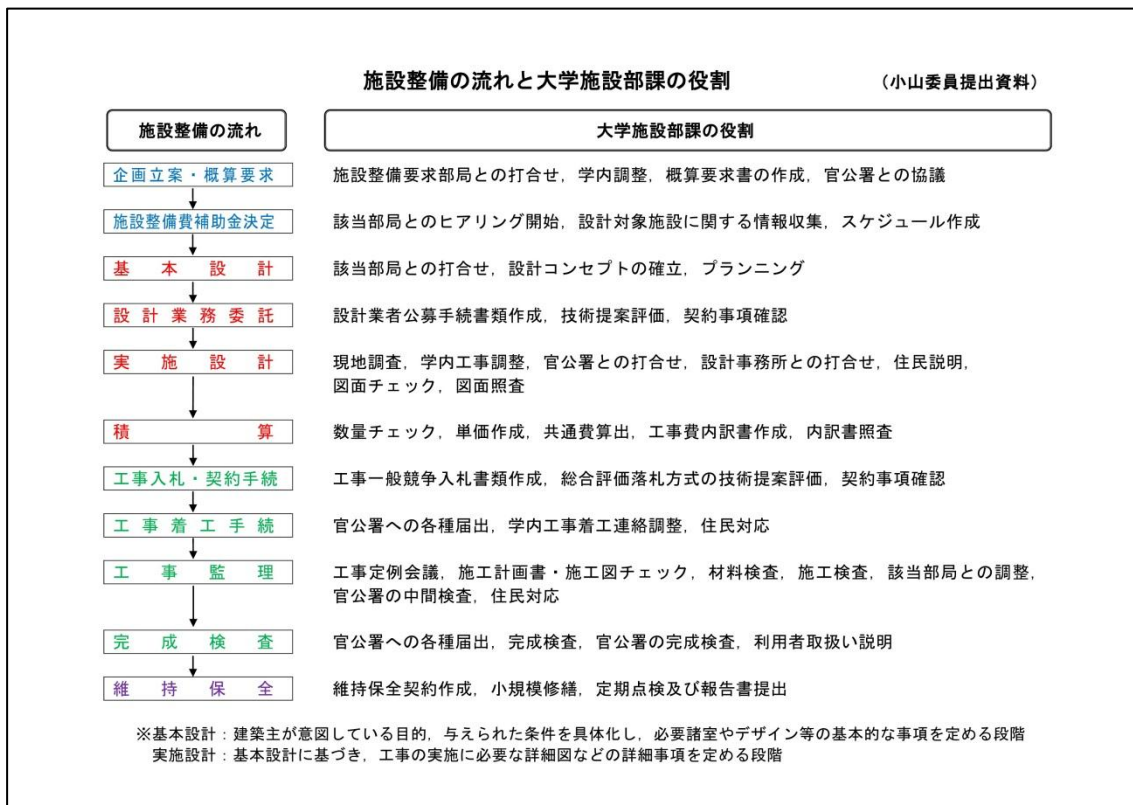 施設整備の流れと大学施設部課の役割
（小山委員提出資料）
施設整備の流れ
大学施設部課の役割
企画立案・概算要求
施設整備要求部局との打合せ，学内調整，概算要求書の作成，官公署との協議
施設整備費補助金決定
該当部局とのヒアリング開始，設計対象施設に関する情報収集，スケジュール作成
基本設計
該当部局との打合せ，設計コンセプトの確立，プランニング
設計業務委託
設計業者公募手続書類作成，技術提案評価，契約事項確認
実施設計
現地調査，学内工事調整，官公署との打合せ，設計事務所との打合せ，住民説明，
図面チェック，図面照査
積算
数量チェック，単価作成，共通費算出，工事費内訳書作成，内訳書照査
工事入札・契約手続
工事一般競争入札書類作成，総合評価落札方式の技術提案評価，契約事項確認
工事着工手続
官公署への各種届出，学内工事着工連絡調整，住民対応
工事監理
工事定例会議，施工計画書・施工図チェック，材料検査，施工検査，該当部局との調整，
官公署の中間検査，住民対応
完成検査
官公署への各種届出，完成検査，官公署の完成検査，利用者取扱い説明
維持保全
維持保全契約作成，小規模修繕，定期点検及び報告書提出
※基本設計：建築主が意図している目的，与えられた条件を具体化し，必要諸室やデザイン等の基本的な事項を定める段階
実施設計：基本設計に基づき，工事の実施に必要な詳細図などの詳細事項を定める段階